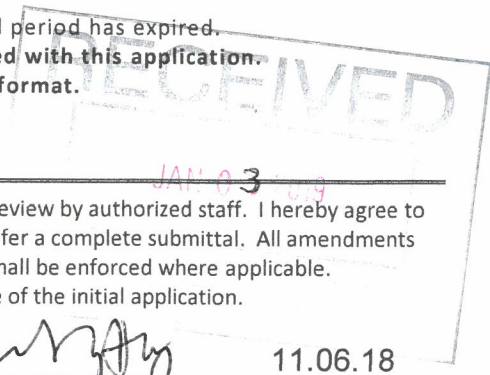 l period has expired.
ed with this application.
format.
RECEIVED
JAN 0 3
eview by authorized staff. I hereby agree to
fer a complete submittal. All amendments
hall be enforced where applicable.
e of the initial application.
11.06.18